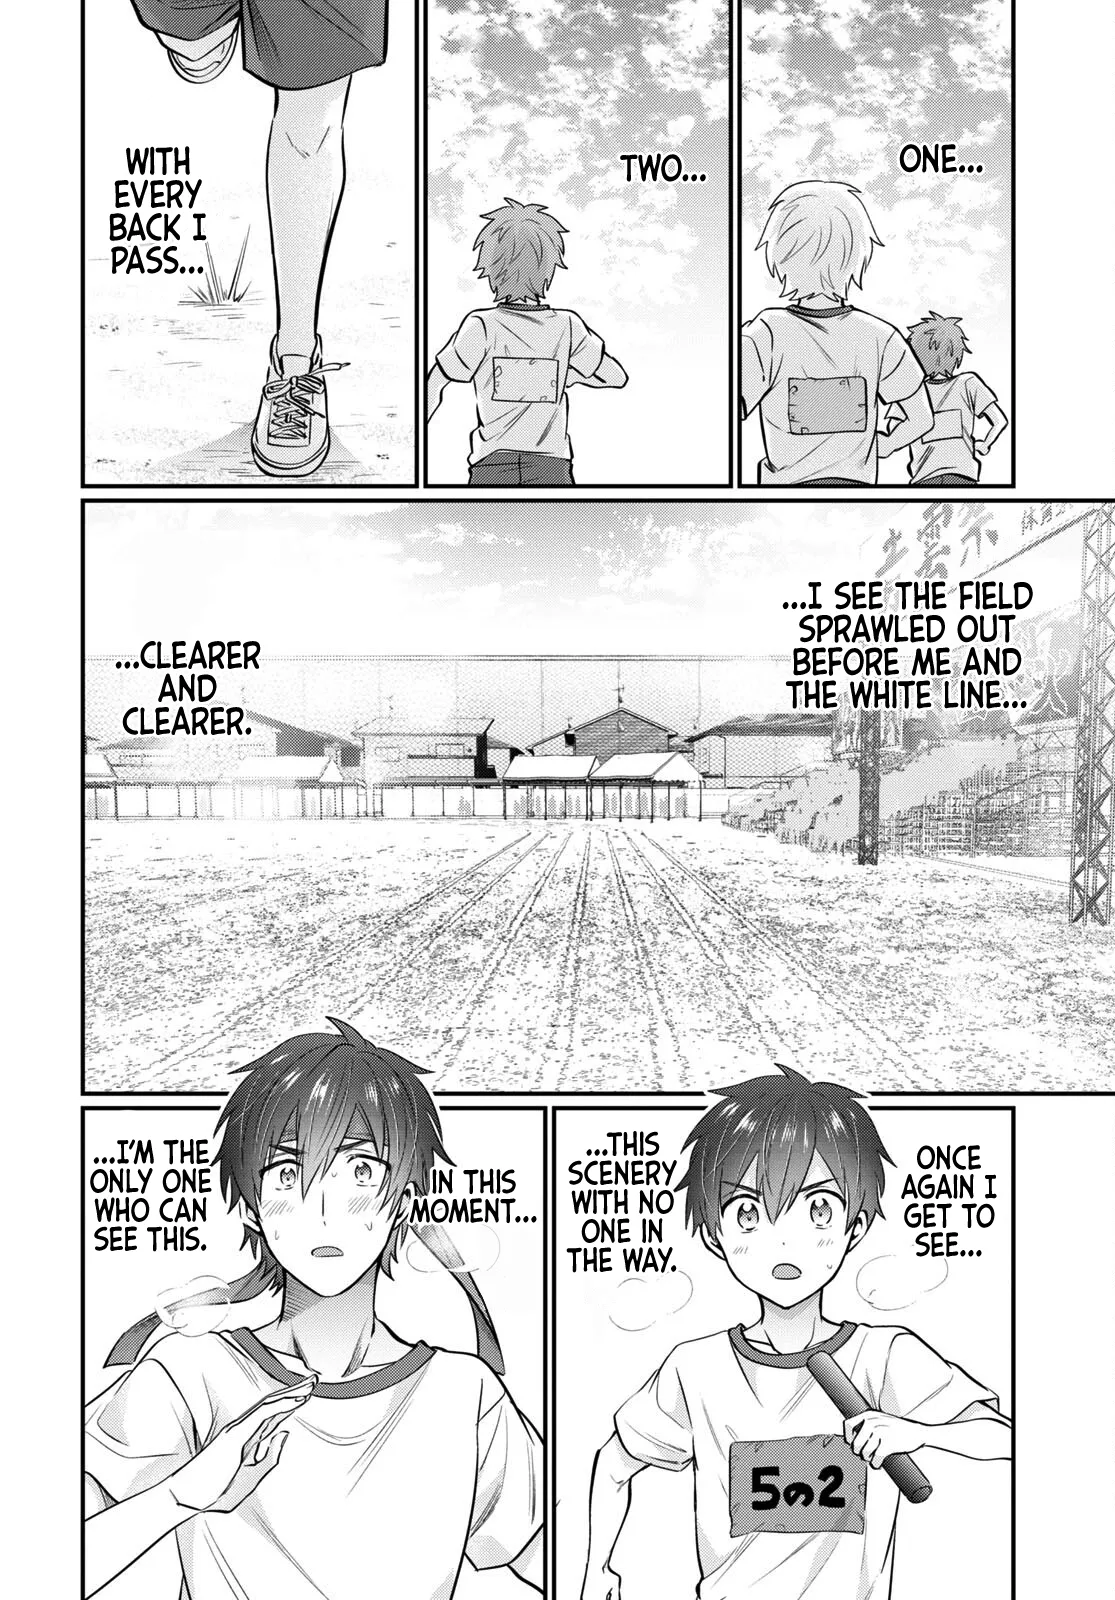 ONE...
TWO...
WITH
EVERY
BACK I
PASS...
...I SEE THE FIELD
SPRAWLED OUT
BEFORE ME AND
THE WHITE LINE...
...CLEARER
AND
CLEARER.
ONCE
AGAIN I
GET TO
SEE...
...THIS
SCENERY
WITH NO
ONE IN
THE WAY.
5の2
IN THIS
MOMENT...
...I'M THE
ONLY ONE
WHO CAN
SEE THIS.